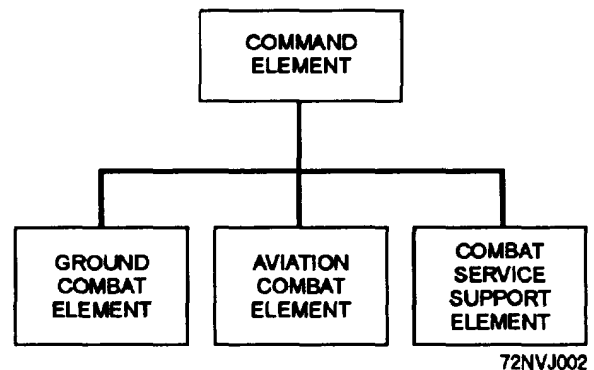 COMMAND
ELEMENT
GROUND
COMBAT
ELEMENT
AVIATION
COMBAT
ELEMENT
COMBAT
SERVICE
SUPPORT
ELEMENT
72NVJ002